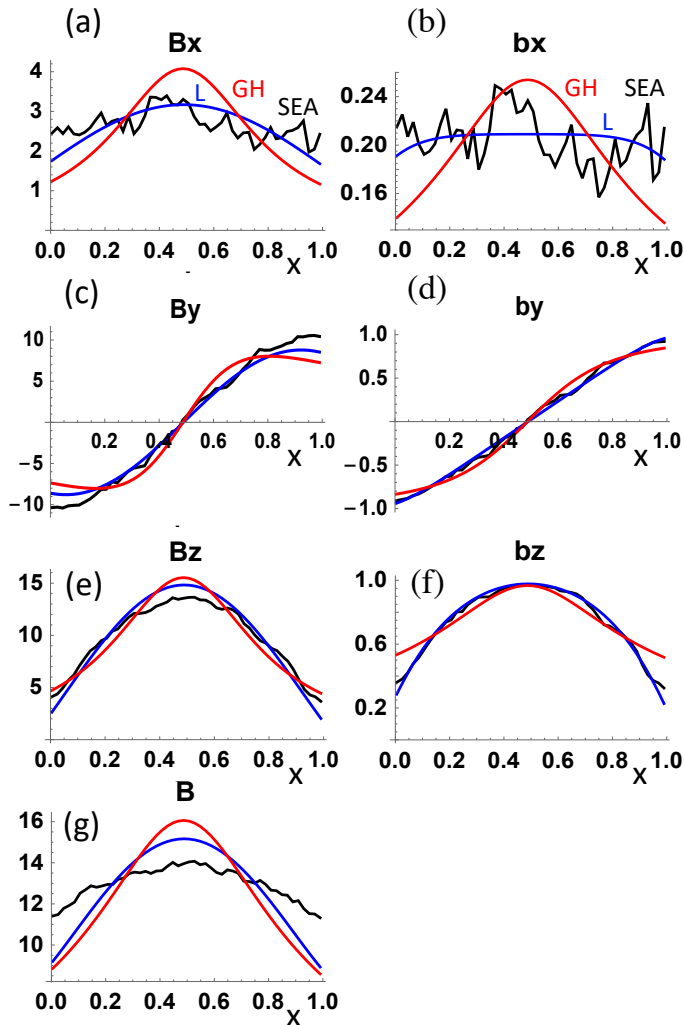 (a)
Bx
4
3
2
1
L
GH
SEA
0.0 0.2 0.4 0.6 0.8 1.0
X
(b)
bx
0.24
0.20
0.16
GH
SEA
L
0.0 0.2 0.4 0.6 0.8 1.0
X
(c)
By
10
5
−5
−10
0.2 0.4 0.6 0.8 1.0
X
(d)
by
1.0
0.5
−0.5
−1.0
0.2 0.4 0.6 0.8 1.0
X
(e)
Bz
15
10
5
0.0 0.2 0.4 0.6 0.8 1.0
X
(f)
bz
1.0
0.6
0.2
0.0 0.2 0.4 0.6 0.8 1.0
X
(g)
B
16
14
12
10
0.0 0.2 0.4 0.6 0.8 1.0
X